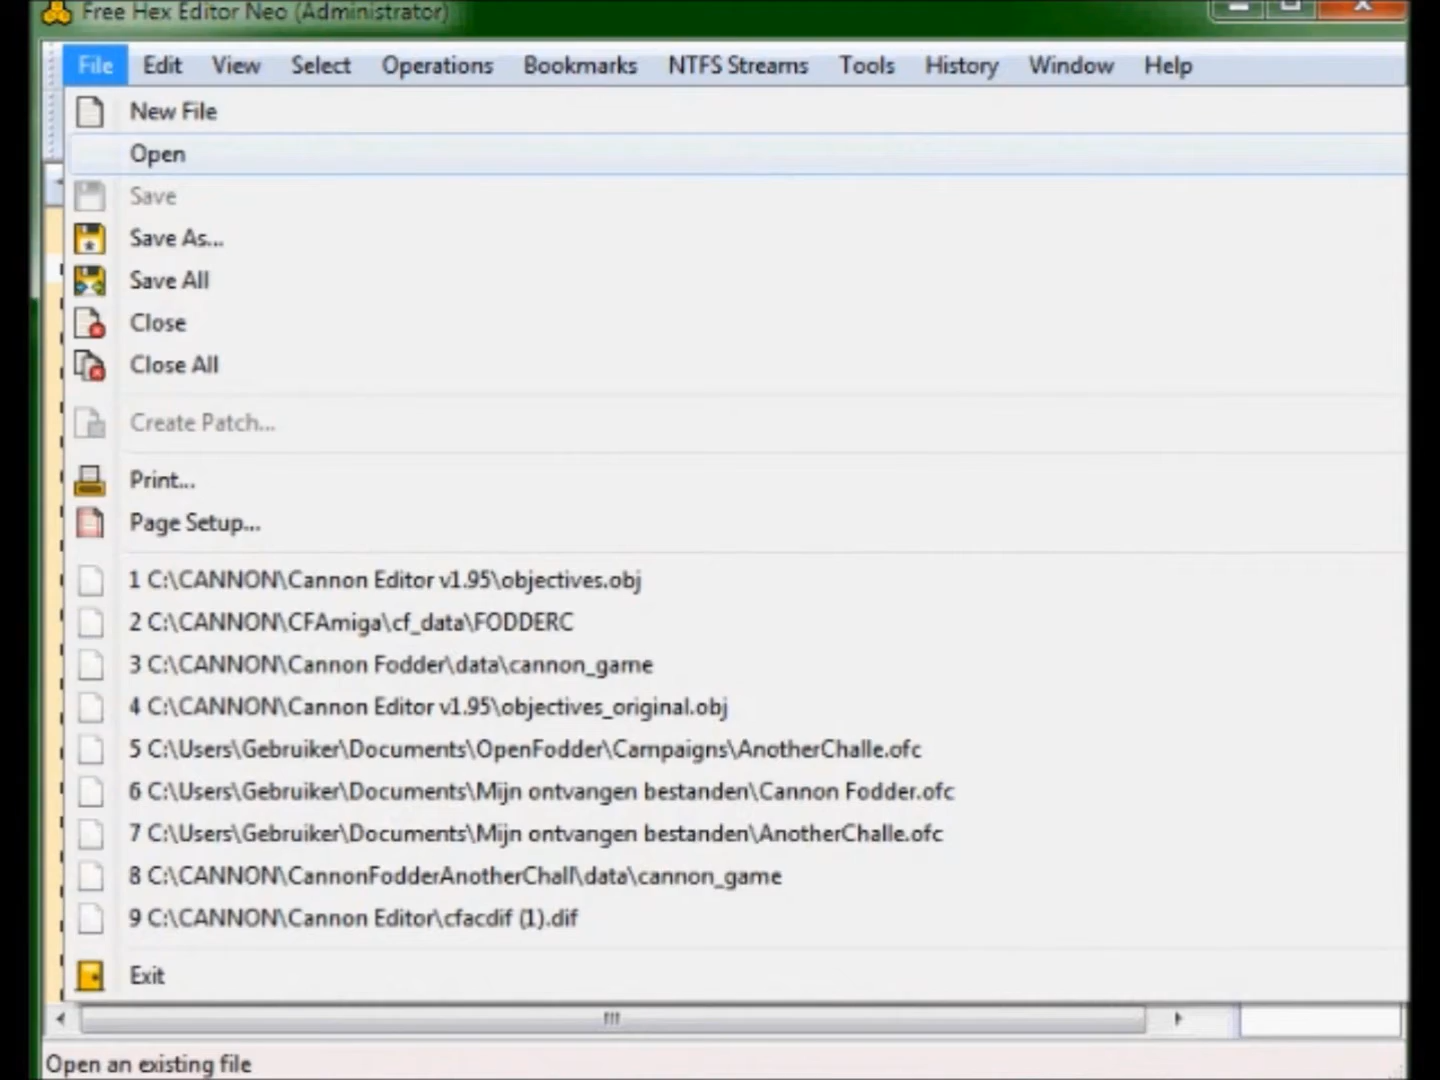 Free Hex Editor Neo (Administrator)
File Edit View Select Operations Bookmarks NTFS Streams Tools History Window Help
New File
Open
Save
Save As...
Save All
Close
Close All
Create Patch...
Print...
Page Setup...
1 C:\CANNON\Cannon Editor v1.95\objectives.obj
2 C:\CANNON\CFAmiga\cf_data\FODDERC
3 C:\CANNON\Cannon Fodder\data\cannon_game
4 C:\CANNON\Cannon Editor v1.95\objectives_original.obj
5 C:\Users\Gebruiker\Documents\OpenFodder\Campaigns\AnotherChalle.ofc
6 C:\Users\Gebruiker\Documents\Mijn ontvangen bestanden\Cannon Fodder.ofc
7 C:\Users\Gebruiker\Documents\Mijn ontvangen bestanden\AnotherChalle.ofc
8 C:\CANNON\CannonFodderAnotherChall\data\cannon_game
9 C:\CANNON\Cannon Editor\cfacdif (1).dif
Exit
Open an existing file